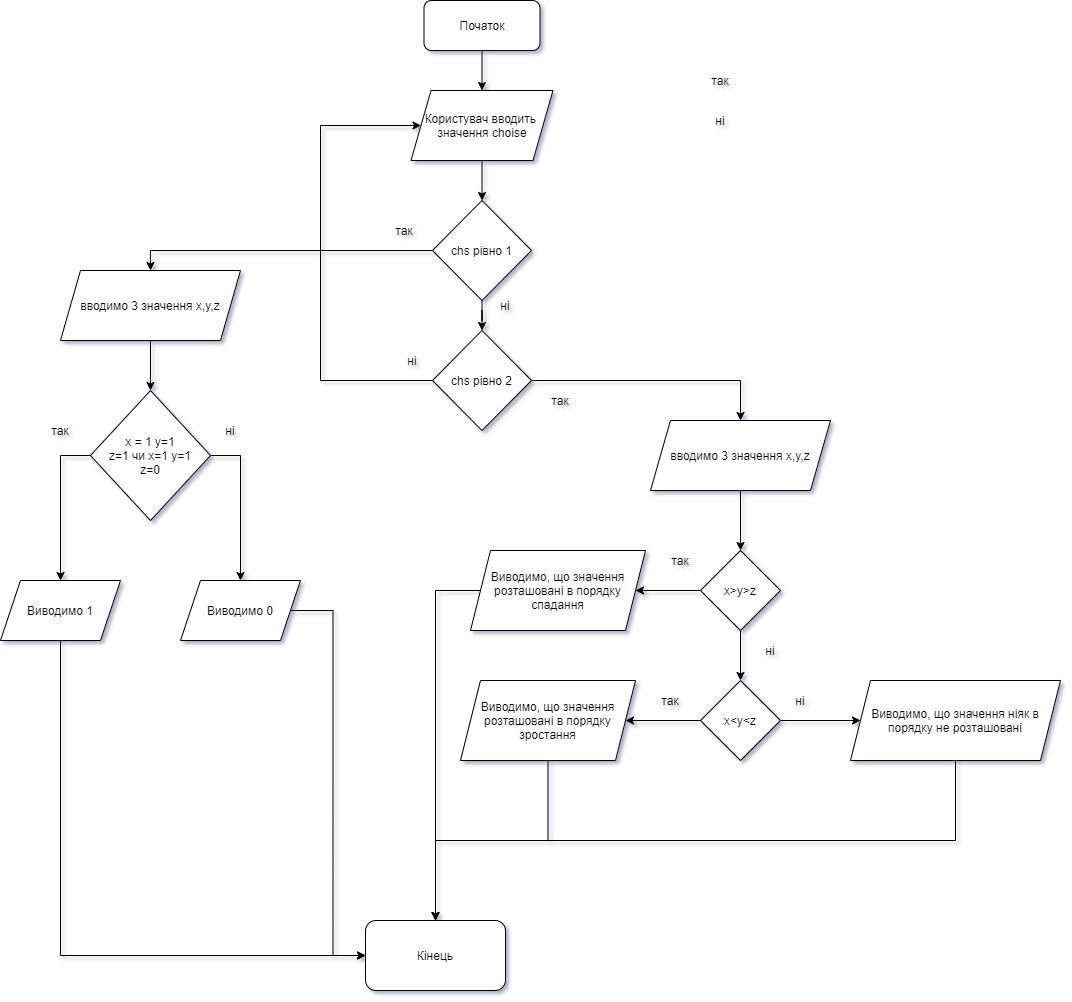 Початок
так
ні
Користувач вводить
значення choise
так
chs рівно 1
ні
вводимо 3 значення x,y,z
ні
chs рівно 2
так
так
ні
x = 1 y=1
z=1 чи x=1 y=1
z=0
вводимо 3 значення x,y,z
Виводимо 1
Виводимо 0
так
Виводимо, що значення
розташовані в порядку
спадання
x>y>z
ні
Виводимо, що значення
розташовані в порядку
зростання
так
x<y<z
ні
Виводимо, що значення ніяк в
порядку не розташовані
Кінець